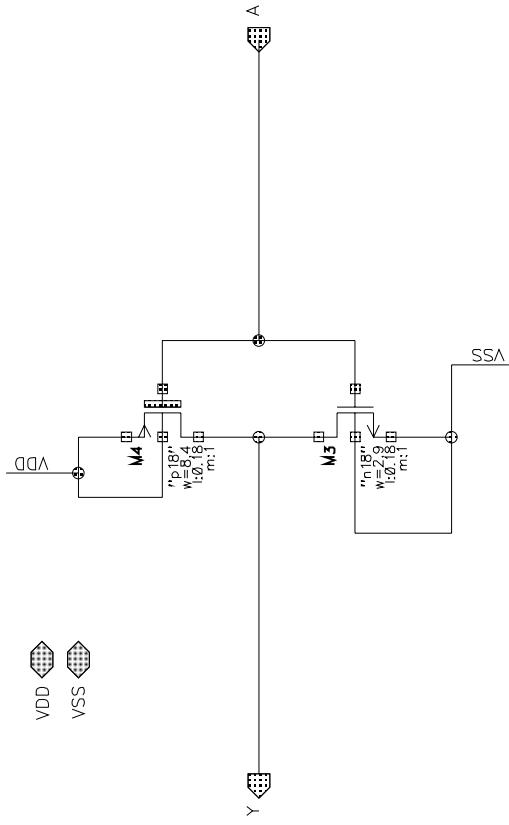 A
VDD
M4
"p18"
w=8.4
l:0.18
m:1
M3
"n18"
w=2.9
l:0.18
m:1
VSS
VDD
VSS
Y